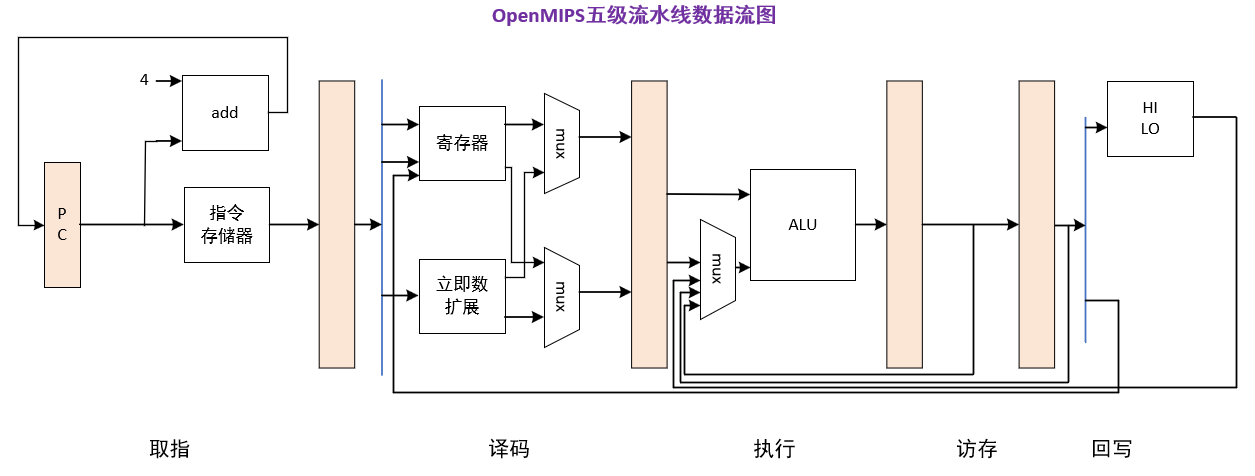 OpenMIPS五级流水线数据流图
4
add
P
C
指令
存储器
寄存器
立即数
扩展
mux
mux
mux
ALU
HI
LO
取指
译码
执行
访存
回写